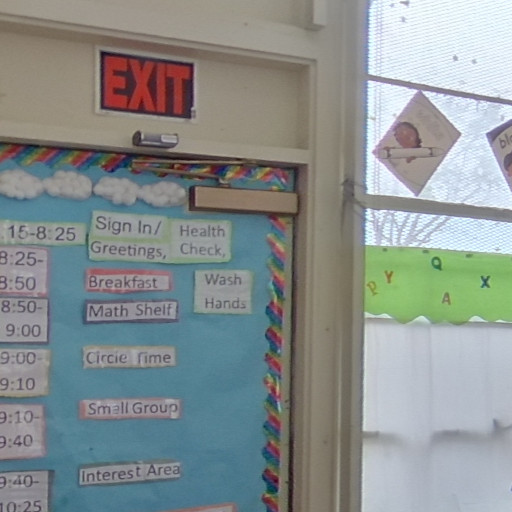 EXIT
15-8:25 Sign In/ Health
Greetings, Check,
8:25-
8:50 Breakfast Wash
Hands
8:50-
9:00 Math Shelf
9:00-
9:10 Circle Time
9:10-
9:40 Small Group
9:40-
10:25 Interest Area
P Y Q A X